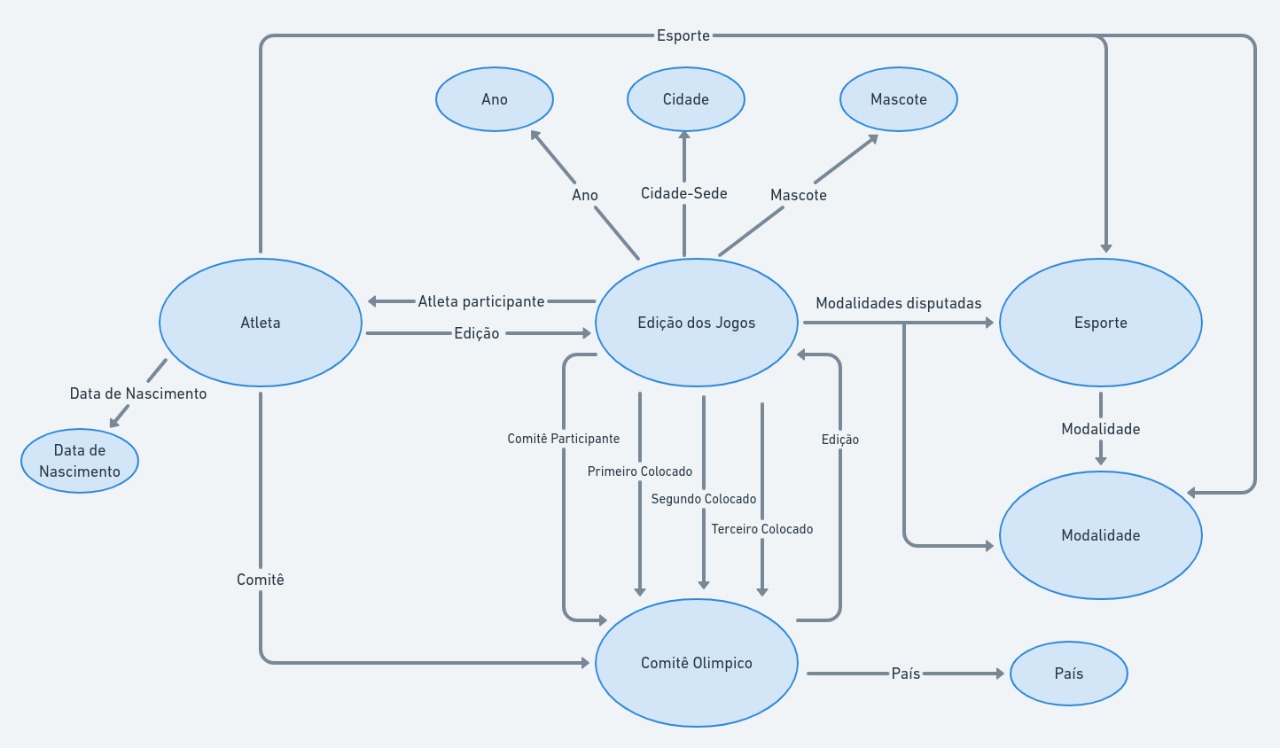 Esporte
Ano
Cidade
Mascote
Ano
Cidade-Sede
Mascote
Atleta participante
Modalidades disputadas
Atleta
Edição dos Jogos
Esporte
Edição
Data de Nascimento
Modalidade
Comitê Participante
Edição
Data de
Nascimento
Primeiro Colocado
Segundo Colocado
Terceiro Colocado
Modalidade
Comitê
Comitê Olimpico
País
País